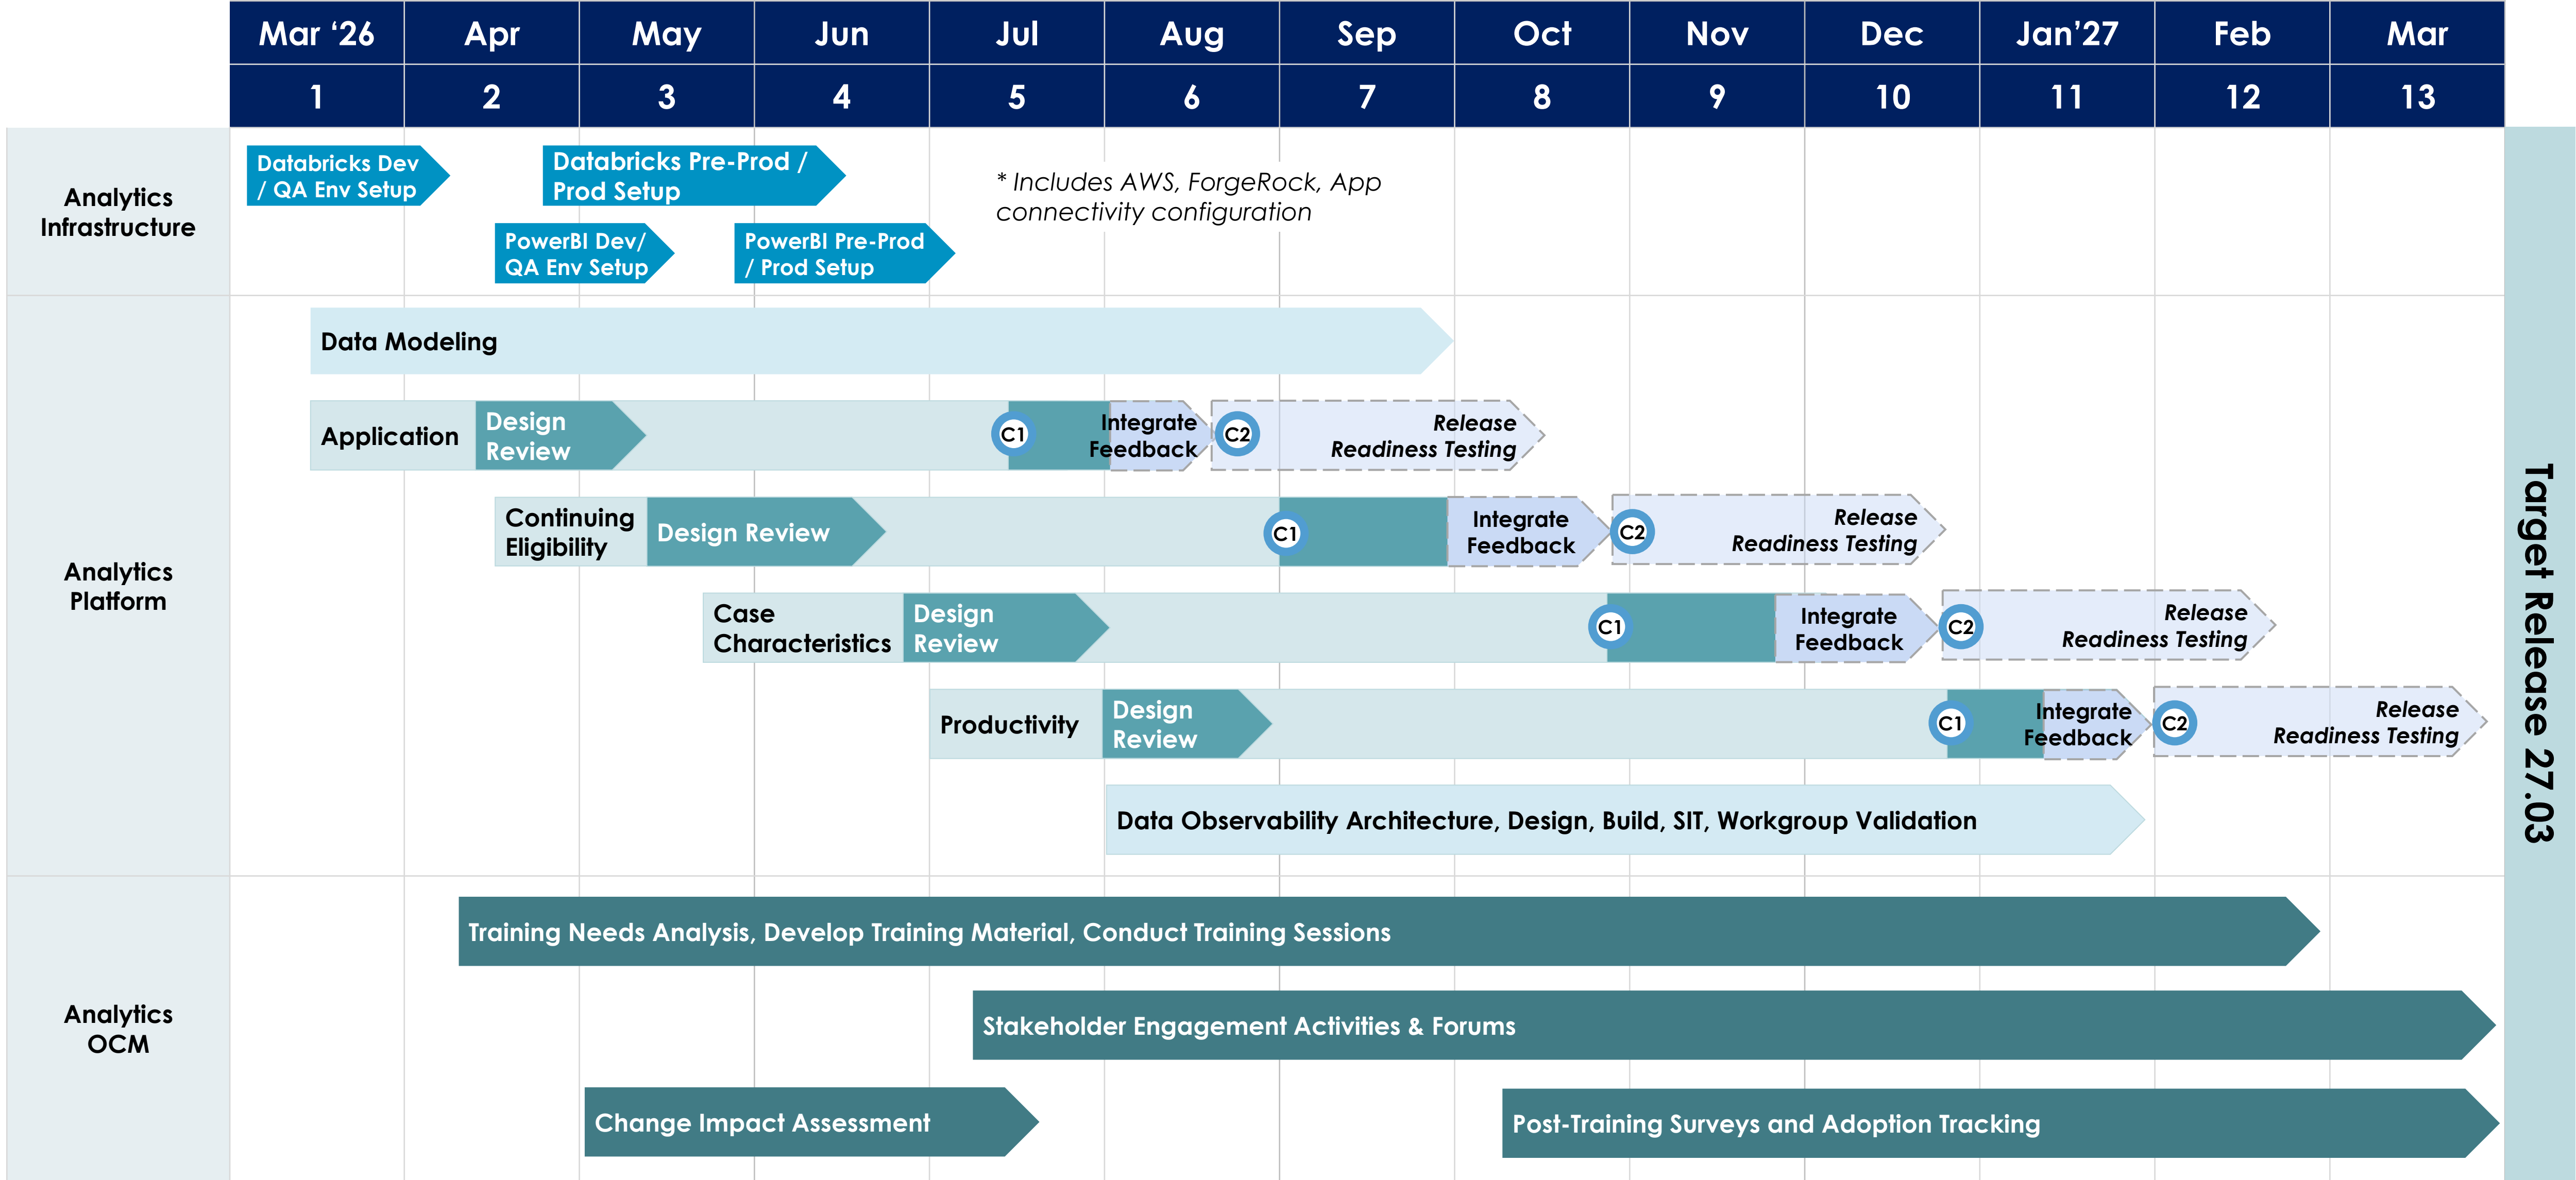 Mar ‘26 Apr May Jun Jul Aug Sep Oct Nov Dec Jan’27 Feb Mar
1 2 3 4 5 6 7 8 9 10 11 12 13
Analytics
Infrastructure
Databricks Dev
/ QA Env Setup
Databricks Pre-Prod /
Prod Setup
* Includes AWS, ForgeRock, App
connectivity configuration
PowerBI Dev/
QA Env Setup
PowerBI Pre-Prod
/ Prod Setup
Analytics
Platform
Data Modeling
Application
Design
Review
C1
Integrate
Feedback
C2
Release
Readiness Testing
Continuing
Eligibility
Design Review
C1
Integrate
Feedback
C2
Release
Readiness Testing
Case
Characteristics
Design
Review
C1
Integrate
Feedback
C2
Release
Readiness Testing
Productivity
Design
Review
C1
Integrate
Feedback
C2
Release
Readiness Testing
Data Observability Architecture, Design, Build, SIT, Workgroup Validation
Analytics
OCM
Training Needs Analysis, Develop Training Material, Conduct Training Sessions
Stakeholder Engagement Activities & Forums
Change Impact Assessment
Post-Training Surveys and Adoption Tracking
Target Release 27.03